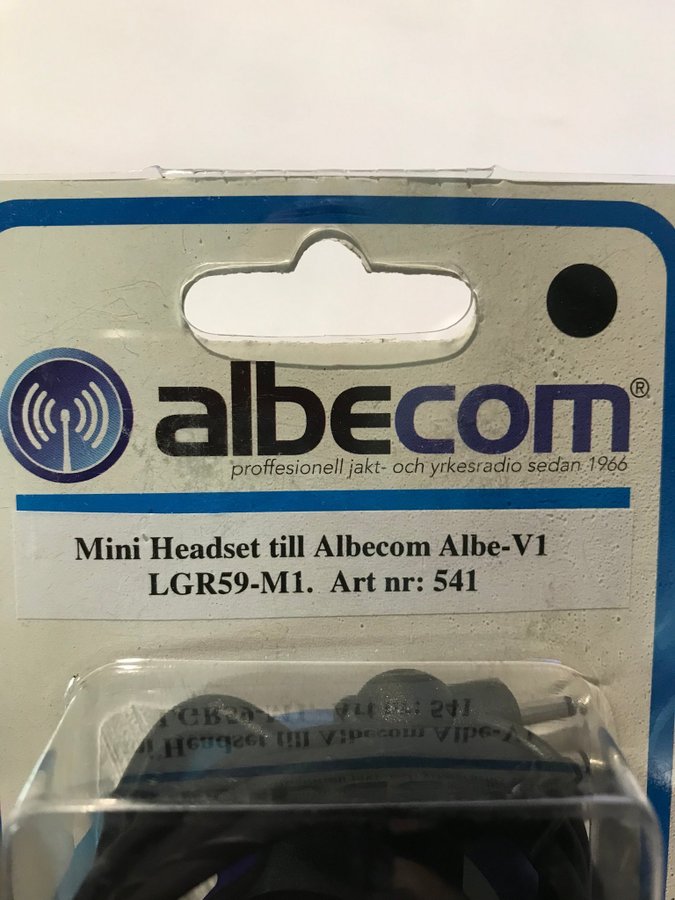 albecom®
proffesionell jakt- och yrkesradio sedan 1966
Mini Headset till Albecom Albe-V1
LGR59-M1. Art nr: 541